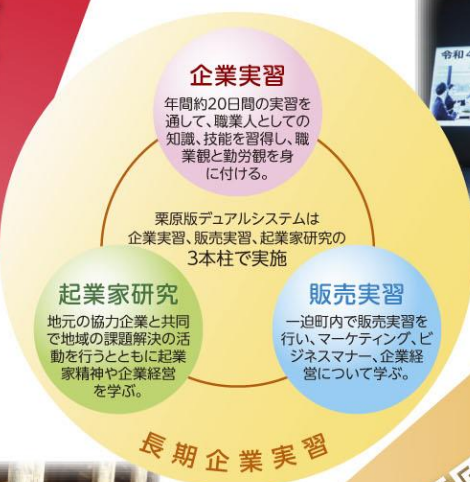 令和4
企業実習
年間約20日間の実習を
通して、職業人としての
知識、技能を習得し、職
業観と勤労観を身
に付ける。
栗原版デュアルシステムは
企業実習、販売実習、起業家研究の
3本柱で実施
起業家研究
地元の協力企業と共同
で地域の課題解決の活
動を行うとともに起業
家精神や企業経営
を学ぶ。
販売実習
一迫町内で販売実習を
行い、マーケティング、ビ
ジネスマナー、企業経
営について学ぶ。
長期企業実習